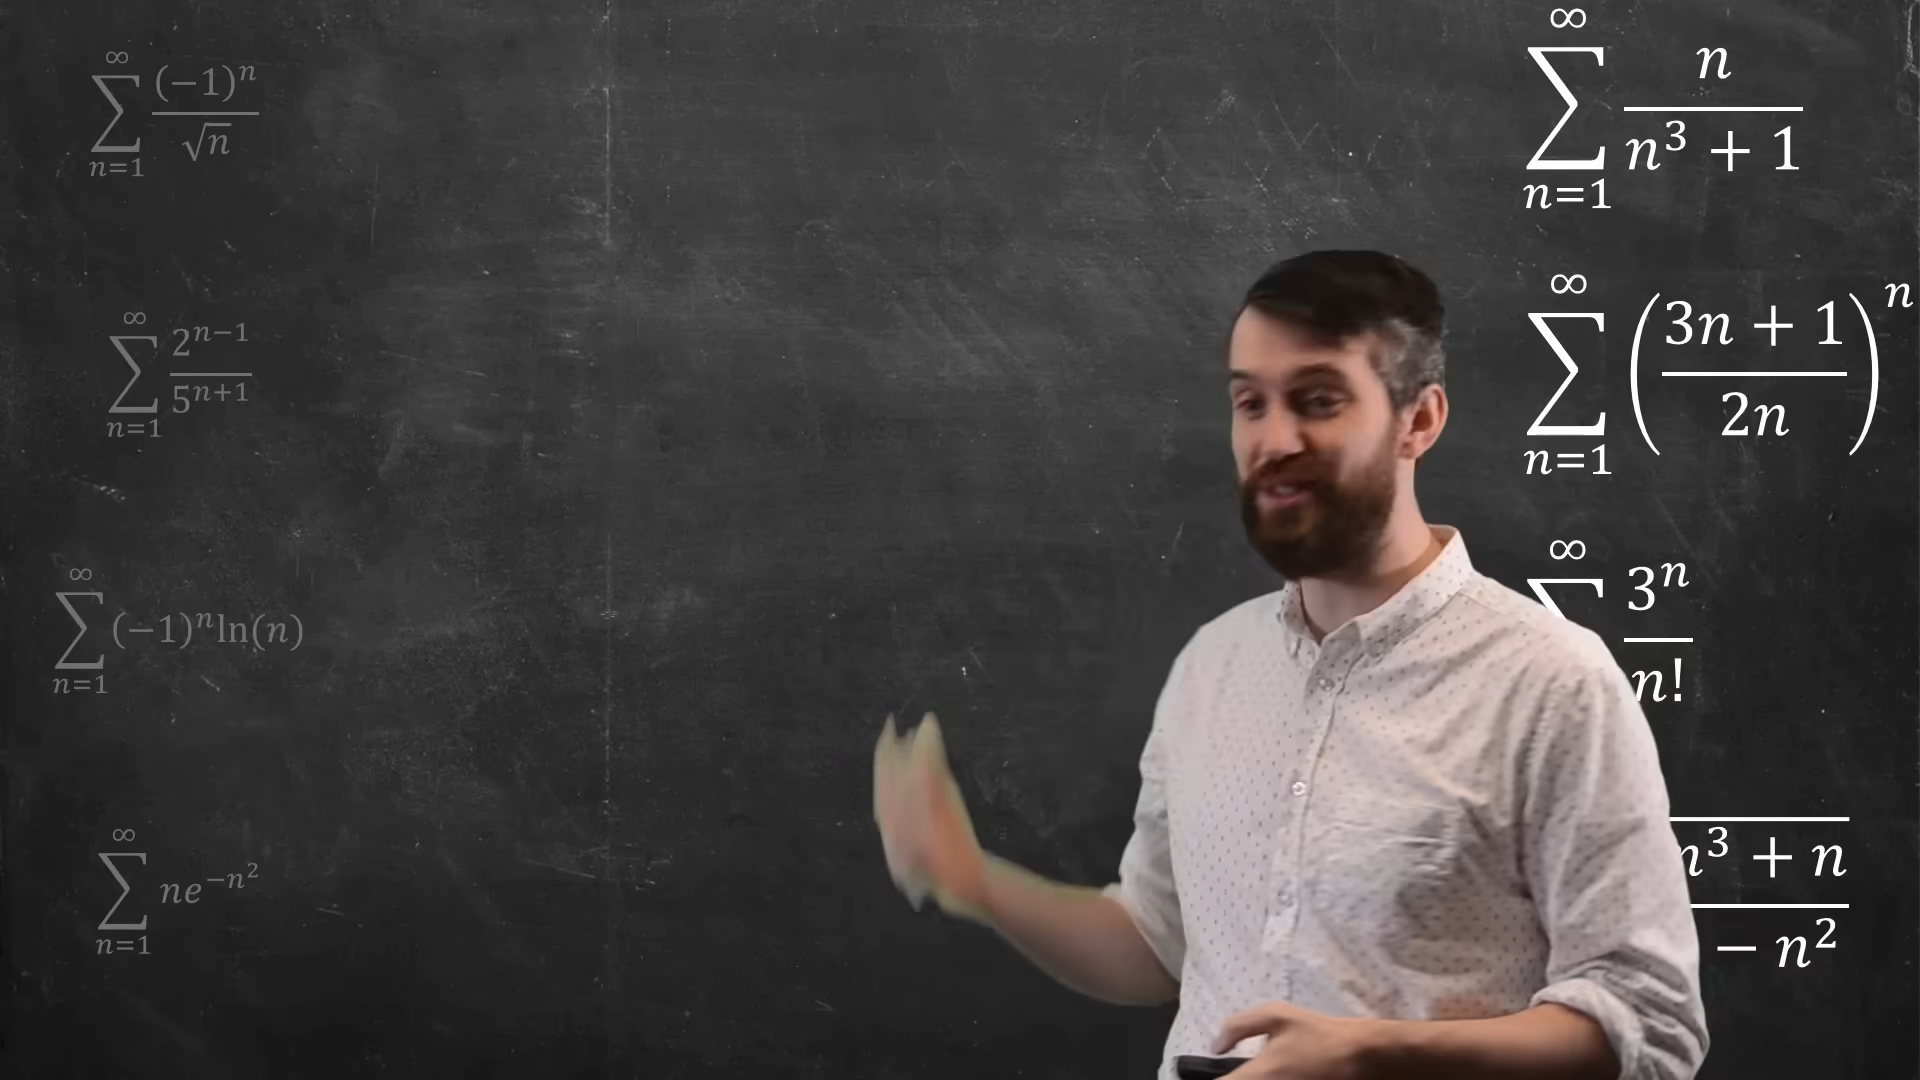 ∑_{n=1}^{∞} (-1)^n / √n
∑_{n=1}^{∞} 2^{n-1} / 5^{n+1}
∑_{n=1}^{∞} (-1)^n ln(n)
∑_{n=1}^{∞} ne^{-n^2}
∑_{n=1}^{∞} n / (n^3 + 1)
∑_{n=1}^{∞} ((3n + 1) / 2n)^n
∑^{∞} 3^n / n!
n^3 + n
− n^2